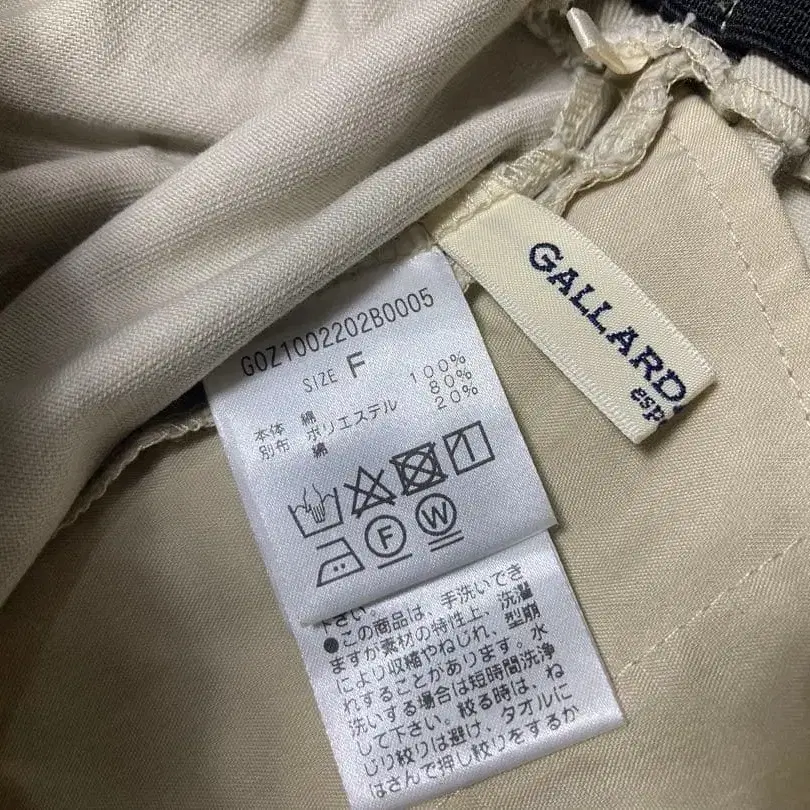 GALLARD
esp
G0Z1002202B0005
SIZE F
本体 綿 100%
別布 ポリエステル 80%
綿 20%
F
W
下さい。
●この商品は、手洗いでき
ますが素材の特性上、洗濯
により収縮やねじれ、型崩
れすることがあります。水
洗いする場合は短時間洗浄
して下さい。絞る時は、ね
じり絞りは避け、タオルに
はさんで押し絞りをするか